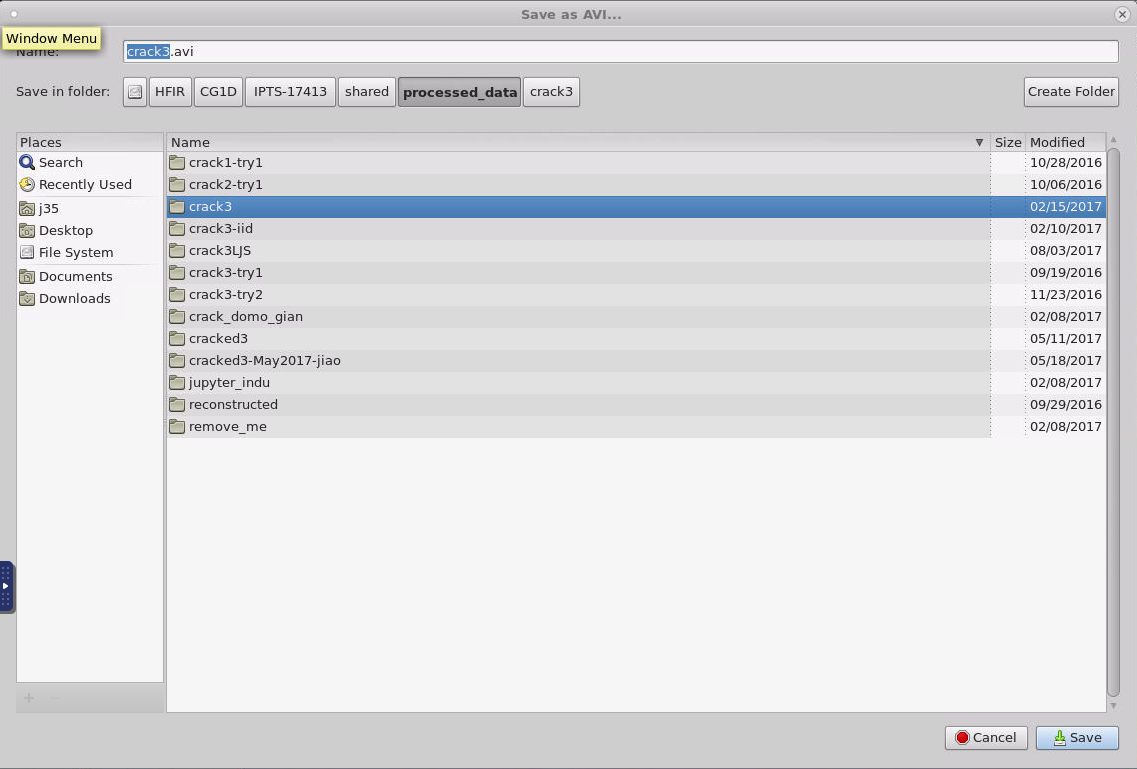 Save as AVI...
Window Menu
Name: crack3.avi
Save in folder: HFIR CG1D IPTS-17413 shared processed_data crack3 Create Folder
Places
Search
Recently Used
j35
Desktop
File System
Documents
Downloads
Name Size Modified
crack1-try1 10/28/2016
crack2-try1 10/06/2016
crack3 02/15/2017
crack3-iid 02/10/2017
crack3LJS 08/03/2017
crack3-try1 09/19/2016
crack3-try2 11/23/2016
crack_domo_gian 02/08/2017
cracked3 05/11/2017
cracked3-May2017-jiao 05/18/2017
jupyter_indu 02/08/2017
reconstructed 09/29/2016
remove_me 02/08/2017
Cancel Save